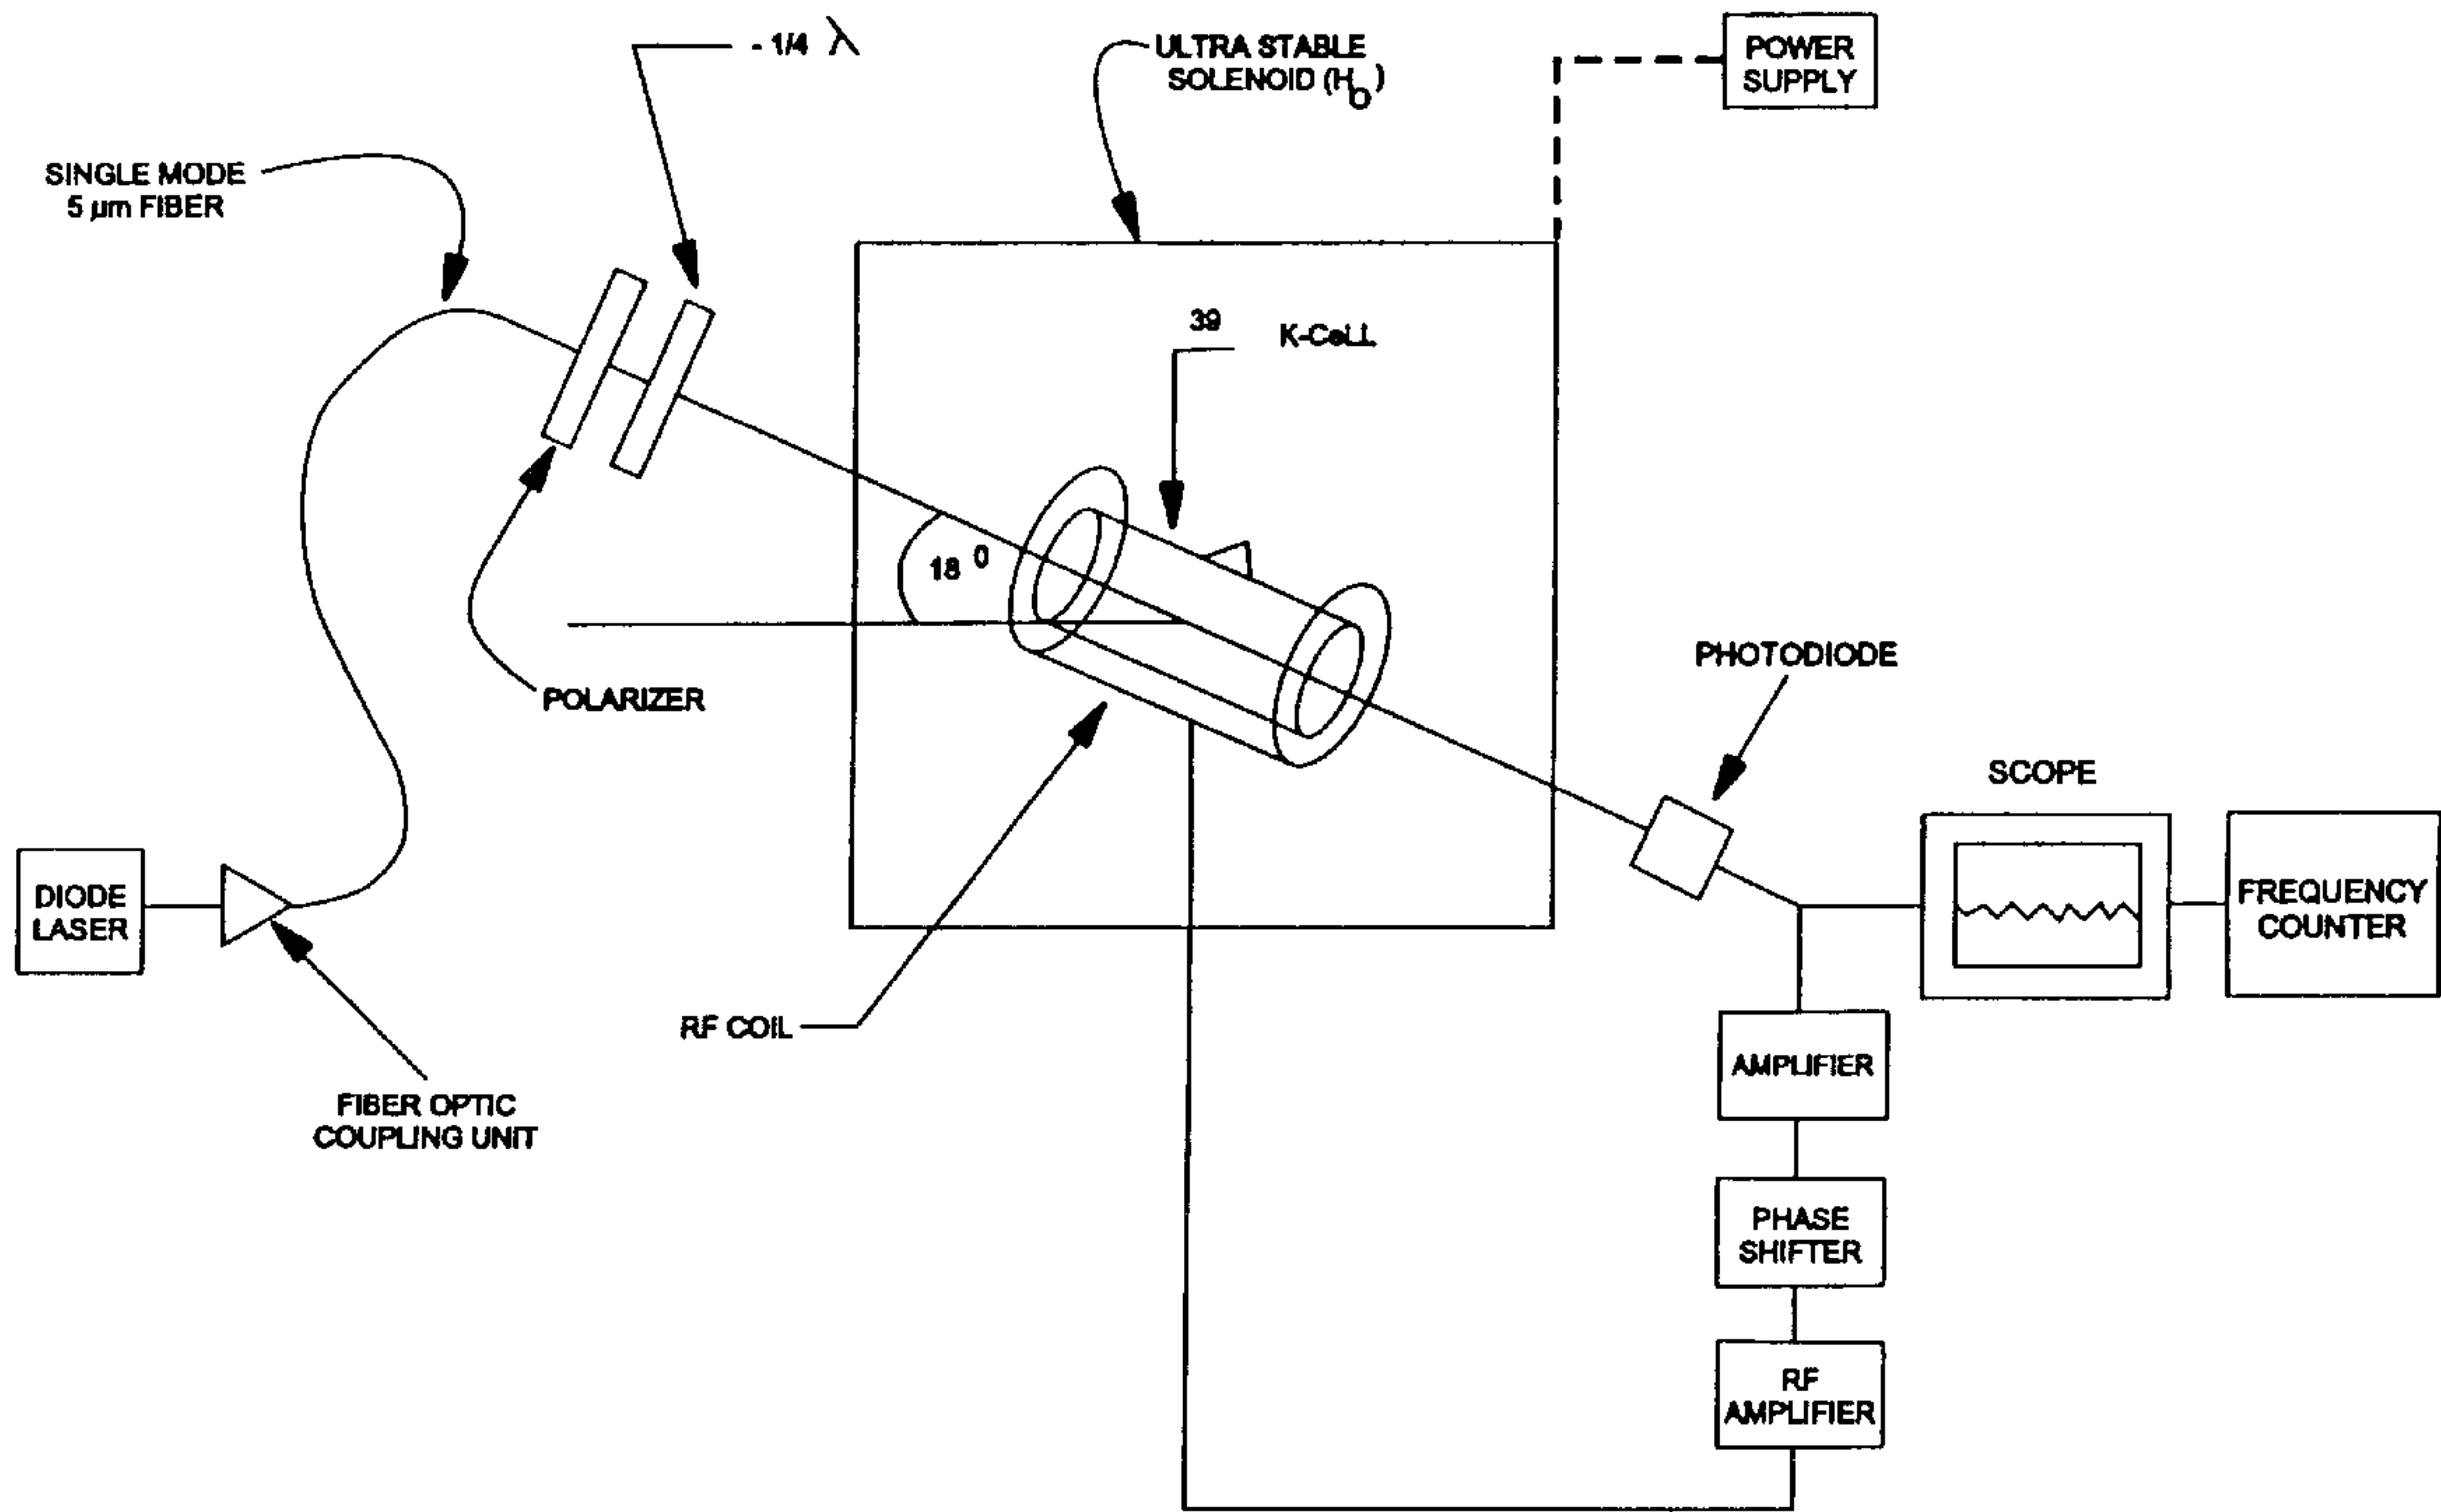 - 1/4 λ
ULTRA STABLE
SOLENOID (H_O)
POWER
SUPPLY
SINGLE MODE
5 µm FIBER
39
K-CeLL
18 0
POLARIZER
PHOTODIODE
SCOPE
DIODE
LASER
FREQUENCY
COUNTER
RF COIL
AMPLIFIER
FIBER OPTIC
COUPLING UNIT
PHASE
SHIFTER
RF
AMPLIFIER